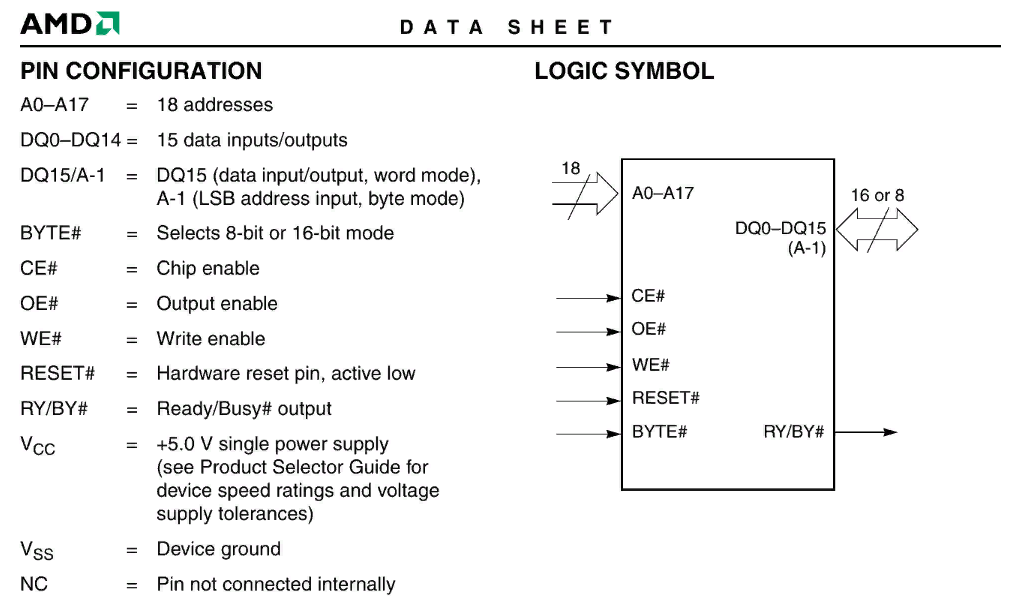 AMD
DATA SHEET
PIN CONFIGURATION
A0–A17 = 18 addresses
DQ0–DQ14 = 15 data inputs/outputs
DQ15/A-1 = DQ15 (data input/output, word mode),
A-1 (LSB address input, byte mode)
BYTE# = Selects 8-bit or 16-bit mode
CE# = Chip enable
OE# = Output enable
WE# = Write enable
RESET# = Hardware reset pin, active low
RY/BY# = Ready/Busy# output
VCC = +5.0 V single power supply
(see Product Selector Guide for
device speed ratings and voltage
supply tolerances)
VSS = Device ground
NC = Pin not connected internally
LOGIC SYMBOL
18
A0–A17
16 or 8
DQ0–DQ15
(A-1)
CE#
OE#
WE#
RESET#
BYTE# RY/BY#